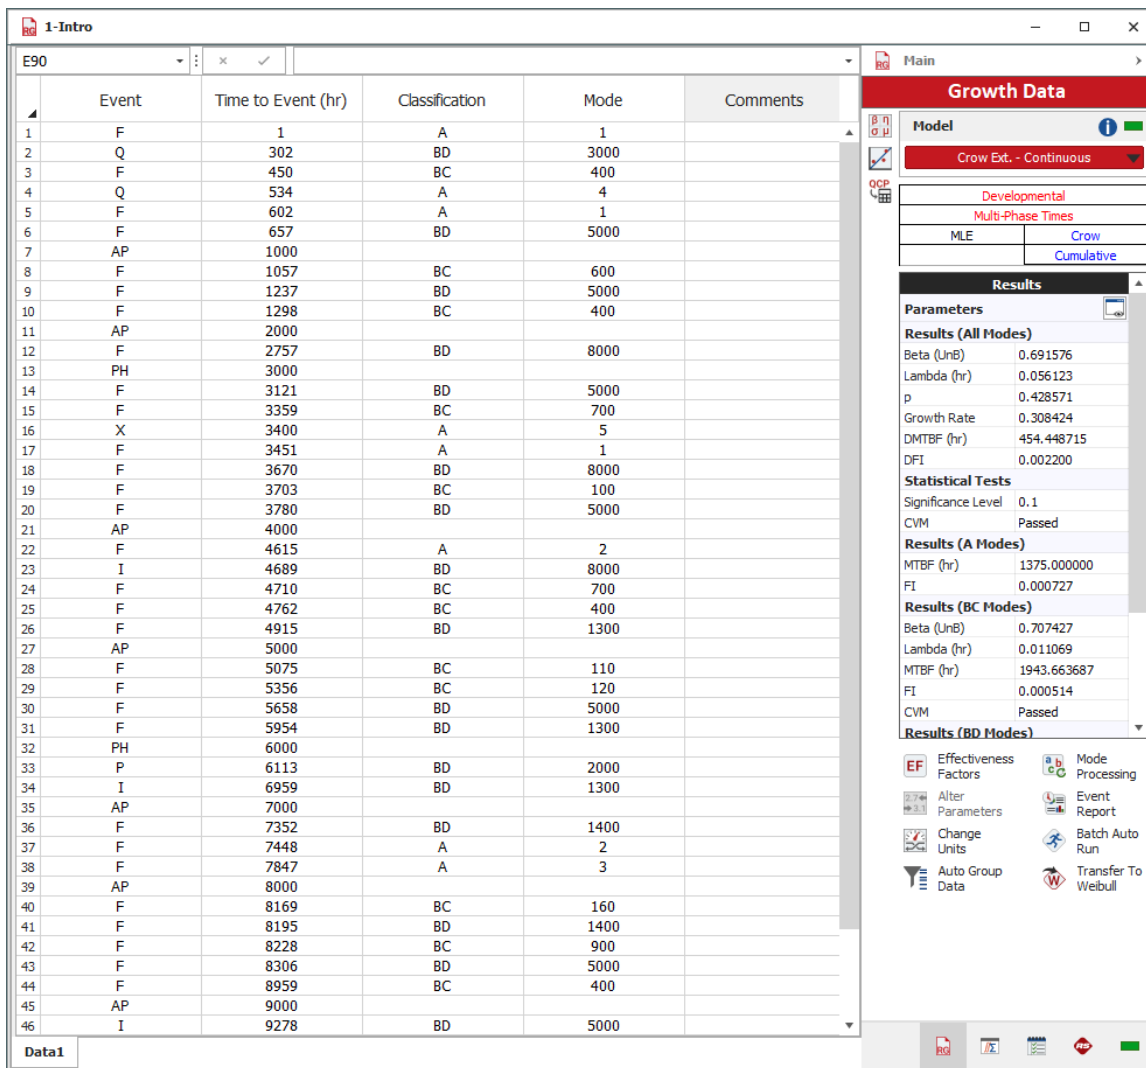 RG 1-Intro
E90
Event Time to Event (hr) Classification Mode Comments
1 F 1 A 1
2 Q 302 BD 3000
3 F 450 BC 400
4 Q 534 A 4
5 F 602 A 1
6 F 657 BD 5000
7 AP 1000
8 F 1057 BC 600
9 F 1237 BD 5000
10 F 1298 BC 400
11 AP 2000
12 F 2757 BD 8000
13 PH 3000
14 F 3121 BD 5000
15 F 3359 BC 700
16 X 3400 A 5
17 F 3451 A 1
18 F 3670 BD 8000
19 F 3703 BC 100
20 F 3780 BD 5000
21 AP 4000
22 F 4615 A 2
23 I 4689 BD 8000
24 F 4710 BC 700
25 F 4762 BC 400
26 F 4915 BD 1300
27 AP 5000
28 F 5075 BC 110
29 F 5356 BC 120
30 F 5658 BD 5000
31 F 5954 BD 1300
32 PH 6000
33 P 6113 BD 2000
34 I 6959 BD 1300
35 AP 7000
36 F 7352 BD 1400
37 F 7448 A 2
38 F 7847 A 3
39 AP 8000
40 F 8169 BC 160
41 F 8195 BD 1400
42 F 8228 BC 900
43 F 8306 BD 5000
44 F 8959 BC 400
45 AP 9000
46 I 9278 BD 5000
Data1
RG Main
Growth Data
β η
σ μ
QCP
Model
Crow Ext. - Continuous
Developmental
Multi-Phase Times
MLE Crow
Cumulative
Results
Parameters
Results (All Modes)
Beta (UnB) 0.691576
Lambda (hr) 0.056123
p 0.428571
Growth Rate 0.308424
DMTBF (hr) 454.448715
DFI 0.002200
Statistical Tests
Significance Level 0.1
CVM Passed
Results (A Modes)
MTBF (hr) 1375.000000
FI 0.000727
Results (BC Modes)
Beta (UnB) 0.707427
Lambda (hr) 0.011069
MTBF (hr) 1943.663687
FI 0.000514
CVM Passed
Results (BD Modes)
EF Effectiveness Factors
Mode Processing
2.7 3.1 Alter Parameters
Event Report
Change Units
Batch Auto Run
Auto Group Data
W Transfer To Weibull
RG
RS